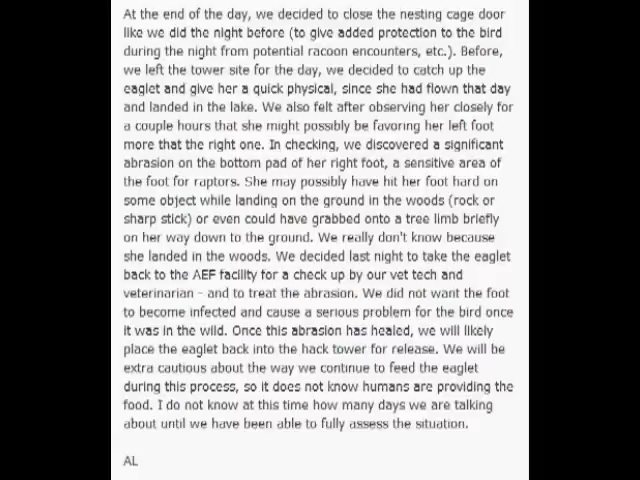 At the end of the day, we decided to close the nesting cage door
like we did the night before (to give added protection to the bird
during the night from potential racoon encounters, etc.). Before,
we left the tower site for the day, we decided to catch up the
eaglet and give her a quick physical, since she had flown that day
and landed in the lake. We also felt after observing her closely for
a couple hours that she might possibly be favoring her left foot
more that the right one. In checking, we discovered a significant
abrasion on the bottom pad of her right foot, a sensitive area of
the foot for raptors. She may possibly have hit her foot hard on
some object while landing on the ground in the woods (rock or
sharp stick) or even could have grabbed onto a tree limb briefly
on her way down to the ground. We really don't know because
she landed in the woods. We decided last night to take the eaglet
back to the AEF facility for a check up by our vet tech and
veterinarian - and to treat the abrasion. We did not want the foot
to become infected and cause a serious problem for the bird once
it was in the wild. Once this abrasion has healed, we will likely
place the eaglet back into the hack tower for release. We will be
extra cautious about the way we continue to feed the eaglet
during this process, so it does not know humans are providing the
food. I do not know at this time how many days we are talking
about until we have been able to fully assess the situation.
AL